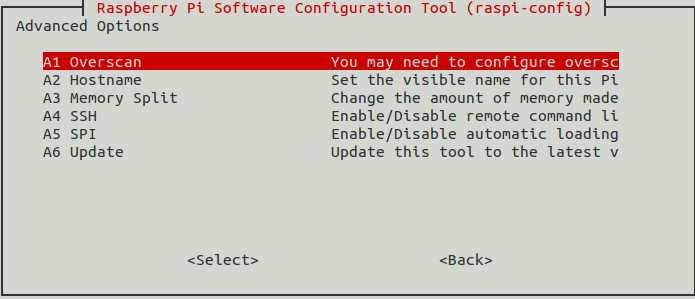 Raspberry Pi Software Configuration Tool (raspi-config)
Advanced Options
A1 Overscan You may need to configure oversc
A2 Hostname Set the visible name for this Pi
A3 Memory Split Change the amount of memory made
A4 SSH Enable/Disable remote command li
A5 SPI Enable/Disable automatic loading
A6 Update Update this tool to the latest v
<Select> <Back>